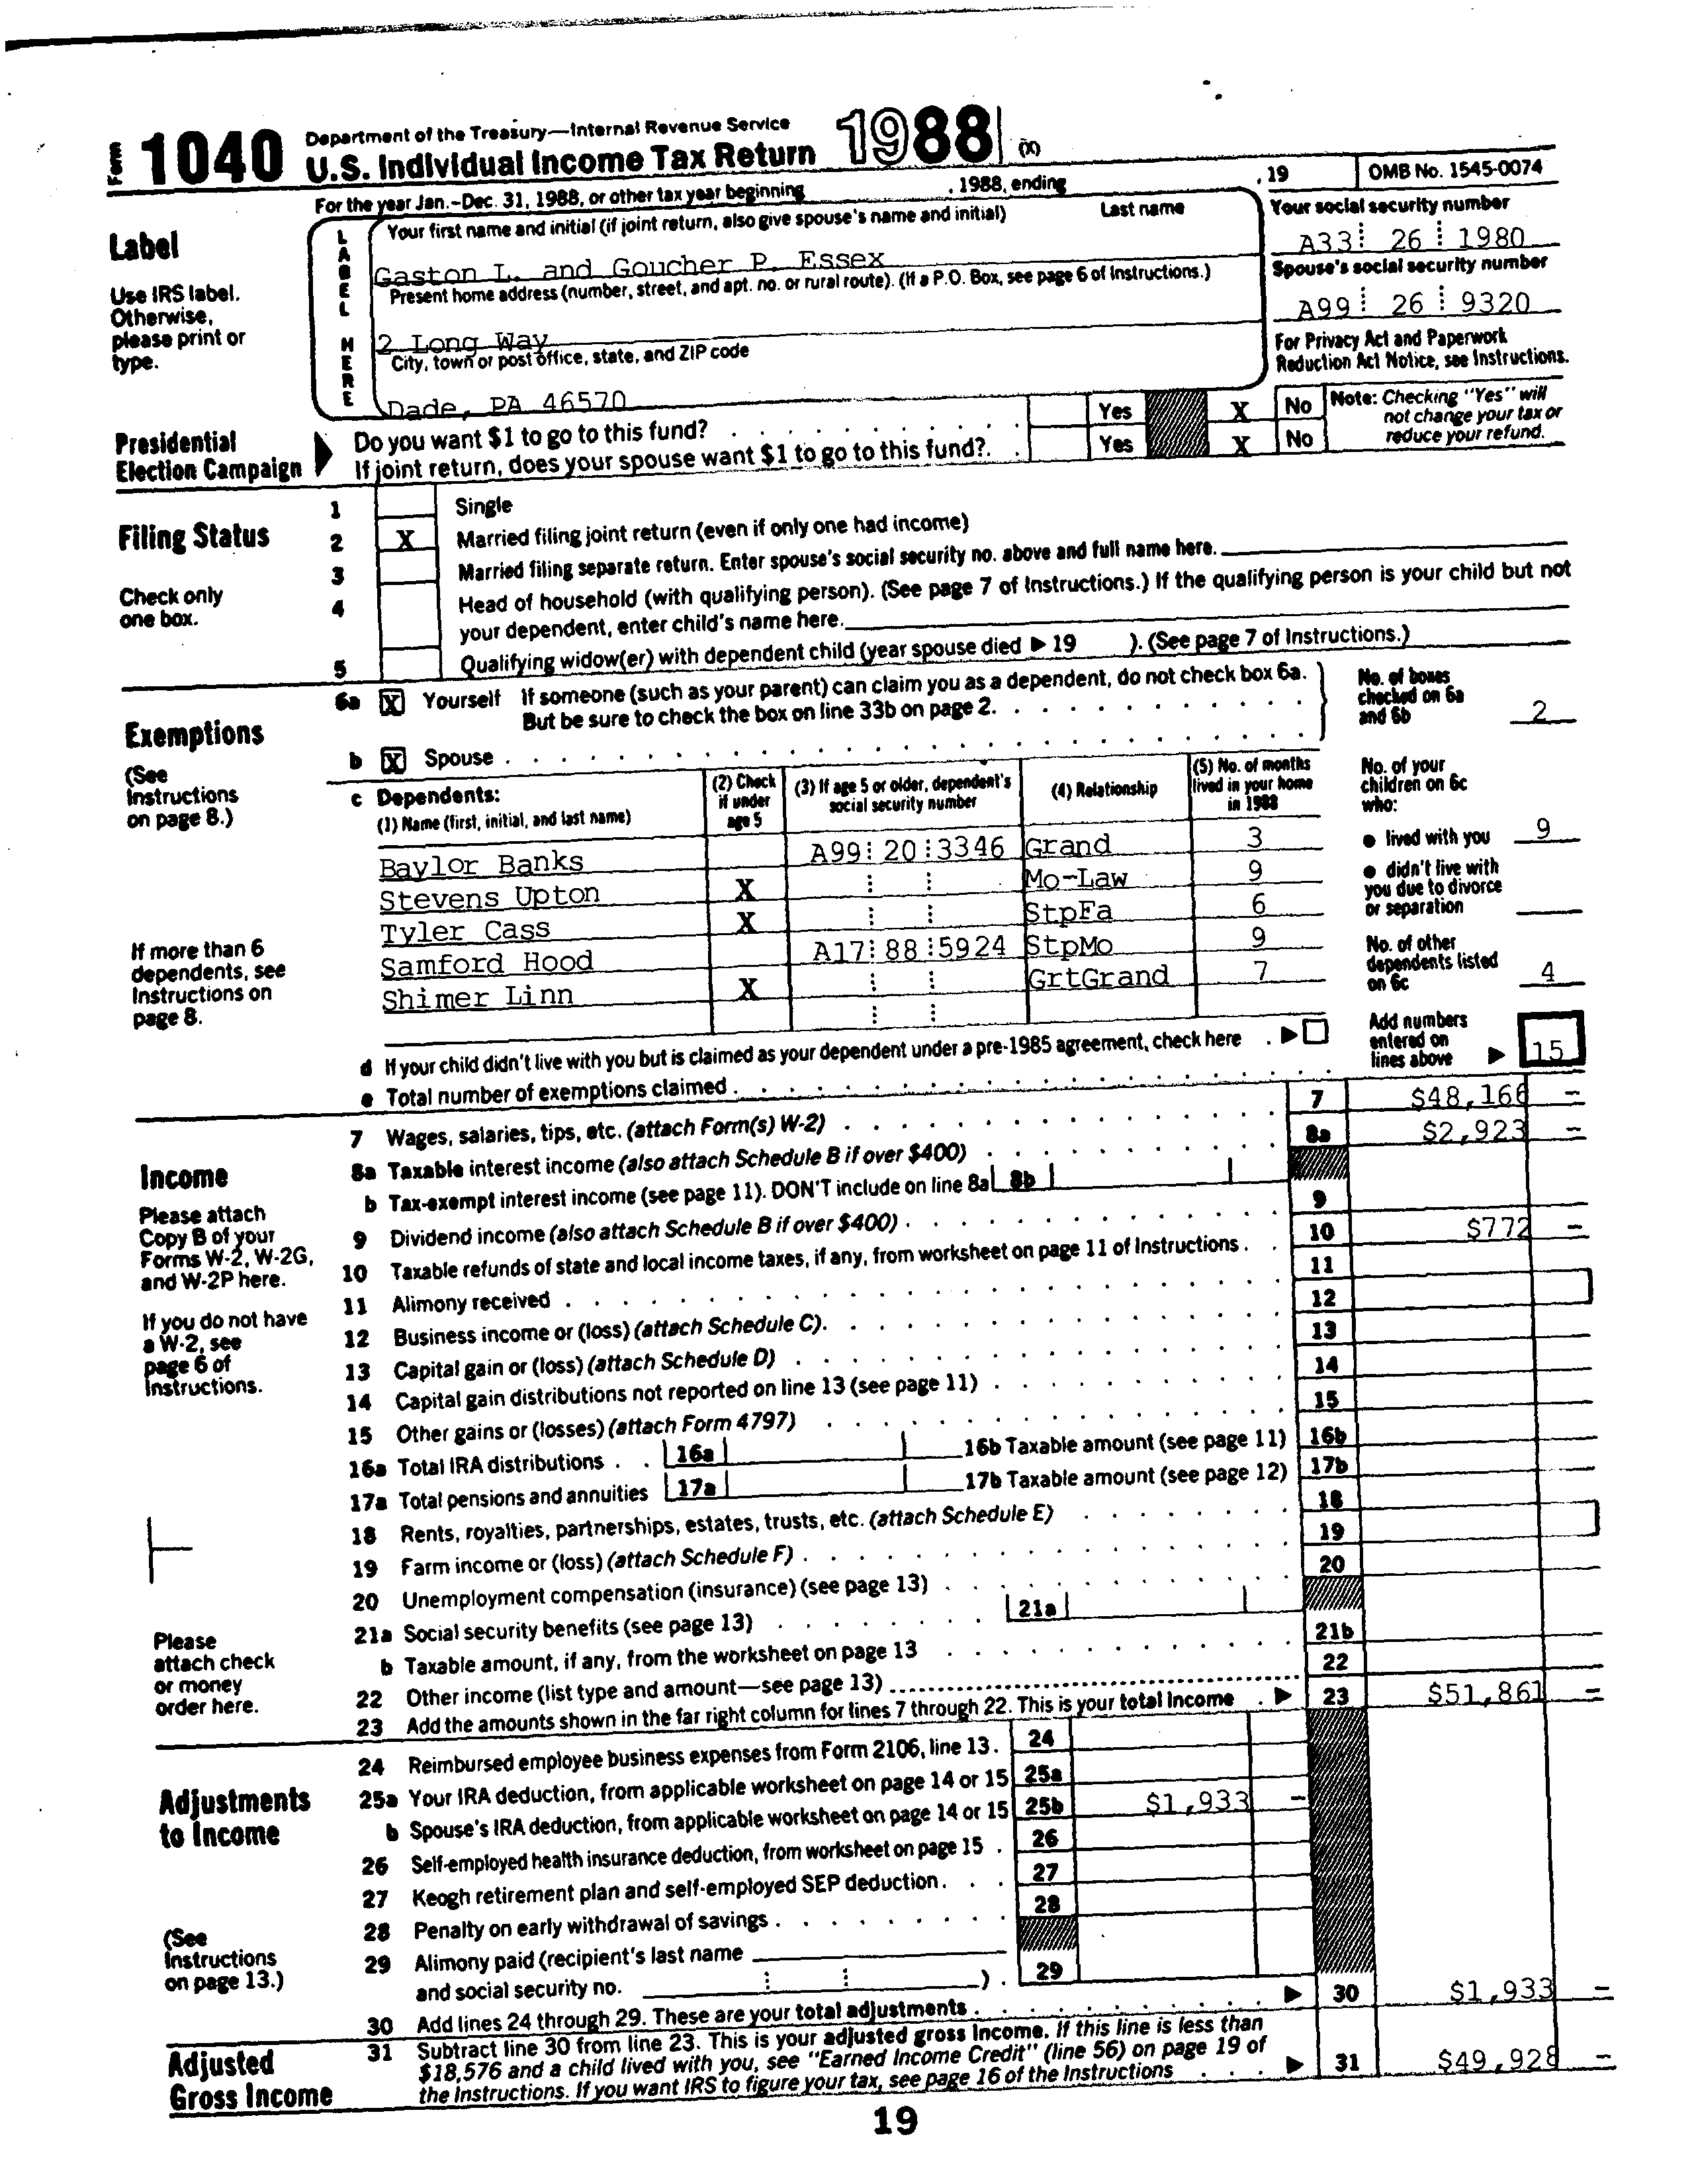 Form 1040 Department of the Treasury—Internal Revenue Service
U.S. Individual Income Tax Return 1988 (X)
For the year Jan.-Dec. 31, 1988, or other tax year beginning , 1988, ending , 19 OMB No. 1545-0074
Label
Use IRS label.
Otherwise,
please print or
type.
LABEL HERE
Your first name and initial (if joint return, also give spouse's name and initial) Last name
Gaston L. and Goucher P. Essex
Present home address (number, street, and apt. no. or rural route). (If a P.O. Box, see page 6 of Instructions.)
2 Long Way
City, town or post office, state, and ZIP code
Dade, PA 46570
Your social security number
A33 26 1980
Spouse's social security number
A99 26 9320
For Privacy Act and Paperwork
Reduction Act Notice, see Instructions.
Presidential
Election Campaign
Do you want $1 to go to this fund? Yes X No
If joint return, does your spouse want $1 to go to this fund? Yes X No
Note: Checking "Yes" will
not change your tax or
reduce your refund.
Filing Status
Check only
one box.
1 Single
2 X Married filing joint return (even if only one had income)
3 Married filing separate return. Enter spouse's social security no. above and full name here.
4 Head of household (with qualifying person). (See page 7 of Instructions.) If the qualifying person is your child but not
your dependent, enter child's name here.
5 Qualifying widow(er) with dependent child (year spouse died ▶ 19 ). (See page 7 of Instructions.)
Exemptions
(See
Instructions
on page 8.)
If more than 6
dependents, see
Instructions on
page 8.
6a X Yourself If someone (such as your parent) can claim you as a dependent, do not check box 6a.
But be sure to check the box on line 33b on page 2.
b X Spouse
c Dependents:
(1) Name (first, initial, and last name) (2) Check if under age 5 (3) If age 5 or older, dependent's social security number (4) Relationship (5) No. of months lived in your home in 1988
Baylor Banks A99 20 3346 Grand 3
Stevens Upton X Mo-Law 9
Tyler Cass X StpFa 6
Samford Hood A17 88 5924 StpMo 9
Shimer Linn X GrtGrand 7
No. of boxes
checked on 6a
and 6b 2
No. of your
children on 6c
who:
● lived with you 9
● didn't live with
you due to divorce
or separation
No. of other
dependents listed
on 6c 4
Add numbers
entered on
lines above ▶ 15
d If your child didn't live with you but is claimed as your dependent under a pre-1985 agreement, check here ▶
e Total number of exemptions claimed
Income
Please attach
Copy B of your
Forms W-2, W-2G,
and W-2P here.
If you do not have
a W-2, see
page 6 of
Instructions.
Please
attach check
or money
order here.
7 Wages, salaries, tips, etc. (attach Form(s) W-2) 7 $48,166 —
8a Taxable interest income (also attach Schedule B if over $400) 8a $2,923 —
b Tax-exempt interest income (see page 11). DON'T include on line 8a 8b
9 Dividend income (also attach Schedule B if over $400) 9
10 Taxable refunds of state and local income taxes, if any, from worksheet on page 11 of Instructions 10 $772 —
11 Alimony received 11
12 Business income or (loss) (attach Schedule C) 12
13 Capital gain or (loss) (attach Schedule D) 13
14 Capital gain distributions not reported on line 13 (see page 11) 14
15 Other gains or (losses) (attach Form 4797) 15
16a Total IRA distributions 16a 16b Taxable amount (see page 11) 16b
17a Total pensions and annuities 17a 17b Taxable amount (see page 12) 17b
18 Rents, royalties, partnerships, estates, trusts, etc. (attach Schedule E) 18
19 Farm income or (loss) (attach Schedule F) 19
20 Unemployment compensation (insurance) (see page 13) 20
21a Social security benefits (see page 13) 21a
b Taxable amount, if any, from the worksheet on page 13 21b
22 Other income (list type and amount—see page 13) 22
23 Add the amounts shown in the far right column for lines 7 through 22. This is your total income ▶ 23 $51,861 —
Adjustments
to Income
(See
Instructions
on page 13.)
24 Reimbursed employee business expenses from Form 2106, line 13. 24
25a Your IRA deduction, from applicable worksheet on page 14 or 15 25a
b Spouse's IRA deduction, from applicable worksheet on page 14 or 15 25b $1,933 —
26 Self-employed health insurance deduction, from worksheet on page 15 26
27 Keogh retirement plan and self-employed SEP deduction 27
28 Penalty on early withdrawal of savings 28
29 Alimony paid (recipient's last name
and social security no. ) 29
30 Add lines 24 through 29. These are your total adjustments ▶ 30 $1,933 —
Adjusted
Gross Income
31 Subtract line 30 from line 23. This is your adjusted gross income. If this line is less than
$18,576 and a child lived with you, see "Earned Income Credit" (line 56) on page 19 of
the Instructions. If you want IRS to figure your tax, see page 16 of the Instructions ▶ 31 $49,928 —
19